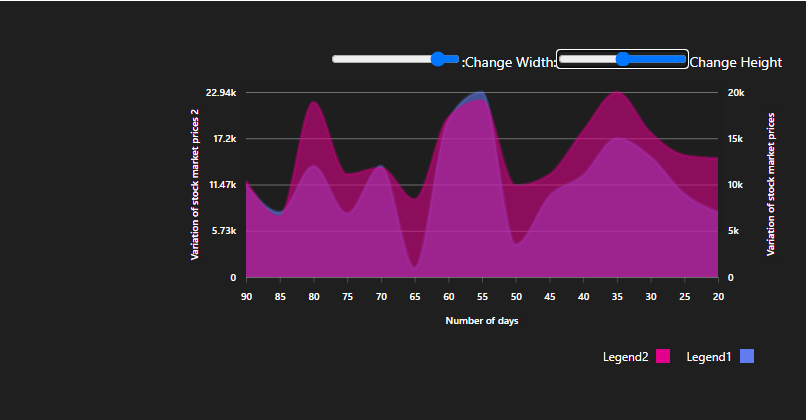 :Change Width: Change Height
22.94k
17.2k
11.47k
5.73k
0
Variation of stock market prices 2
20k
15k
10k
5k
0
Variation of stock market prices
90 85 80 75 70 65 60 55 50 45 40 35 30 25 20
Number of days
Legend2 Legend1